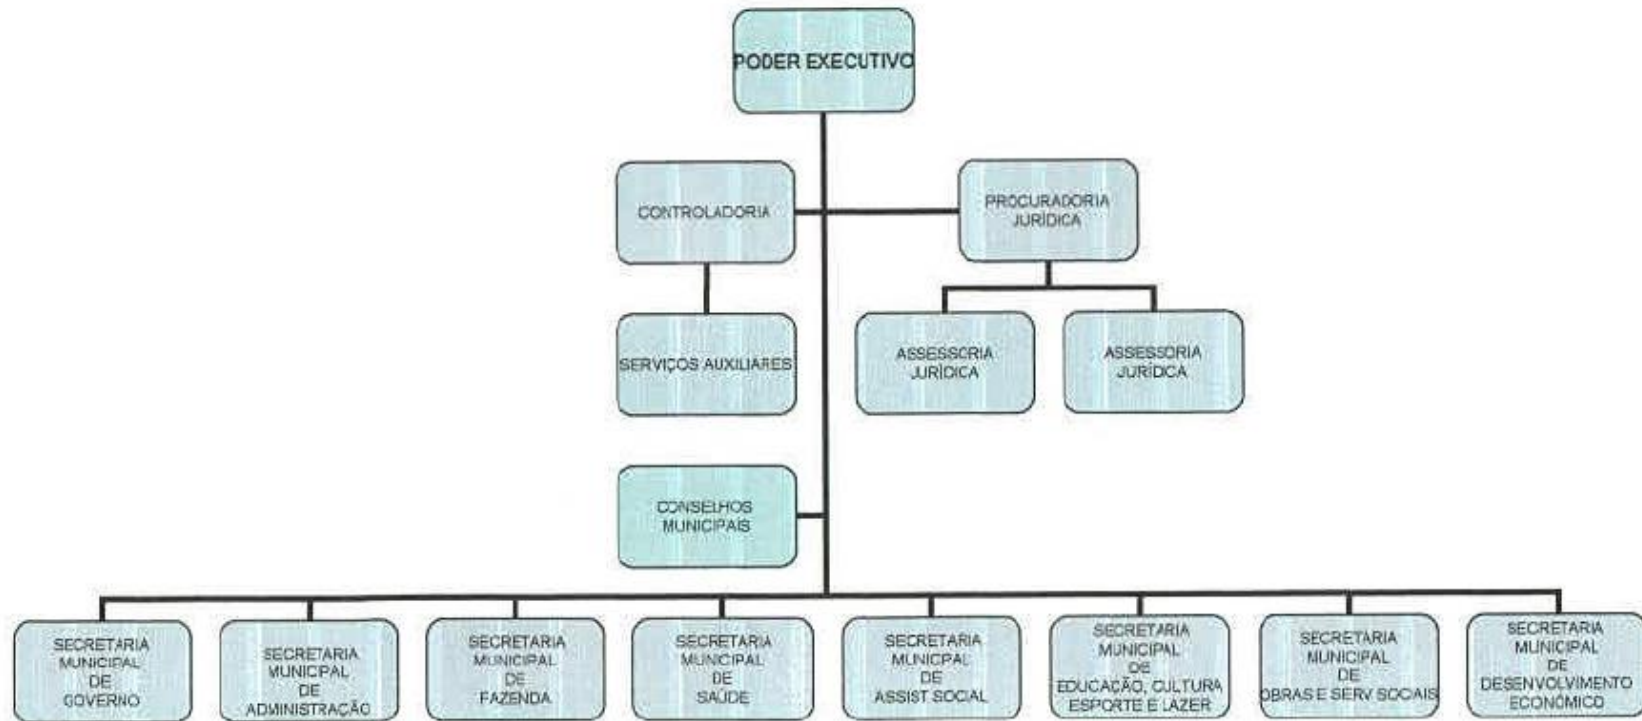 PODER EXECUTIVO
CONTROLADORIA
PROCURADORIA
JURÍDICA
SERVIÇOS AUXILIARES
ASSESSORIA
JURÍDICA
ASSESSORIA
JURÍDICA
CONSELHOS
MUNICIPAIS
SECRETARIA
MUNICIPAL
DE
GOVERNO
SECRETARIA
MUNICIPAL
DE
ADMINISTRAÇÃO
SECRETARIA
MUNICIPAL
DE
FAZENDA
SECRETARIA
MUNICIPAL
DE
SAÚDE
SECRETARIA
MUNICPAL
DE
ASSIST SOCIAL
SECRETARIA
MUNICIPAL
DE
EDUCAÇÃO, CULTURA
ESPORTE E LAZER
SECRETARIA
MUNICIPAL
DE
OBRAS E SERV SOCAIS
SECRETARIA
MUNICIPAL
DE
DESENVOLVIMENTO
ECONÔMICO